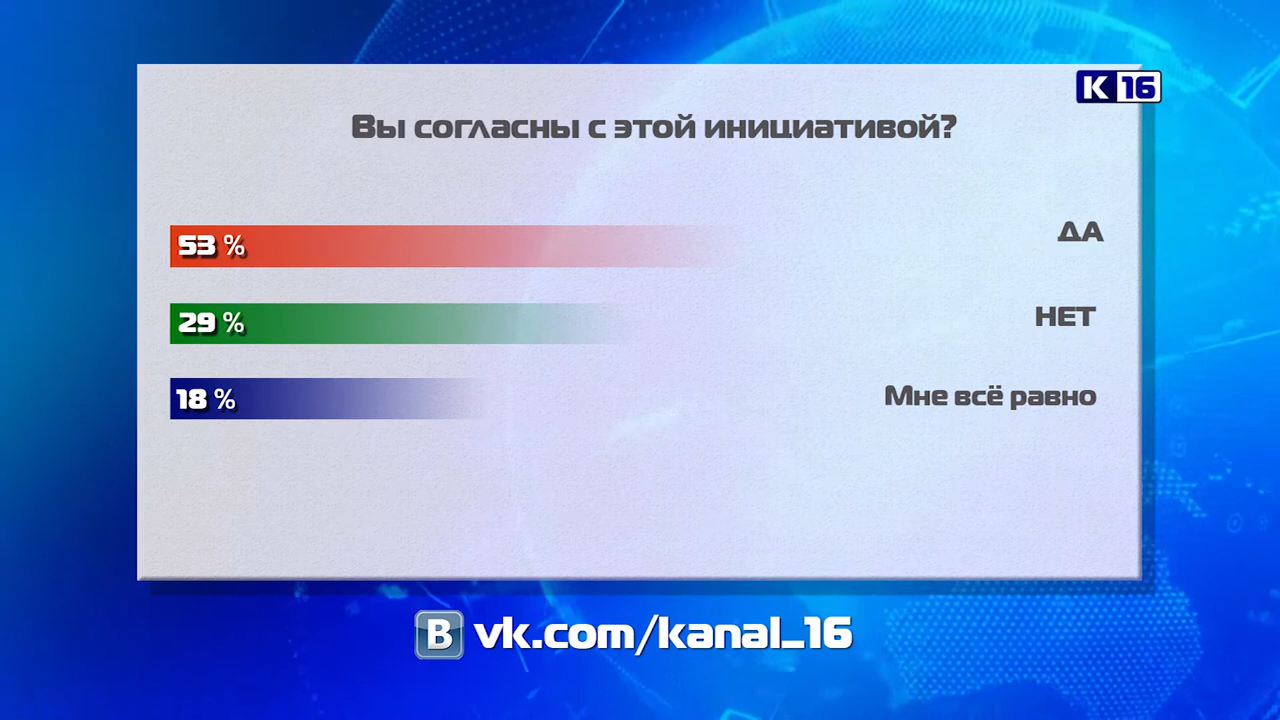 К 16
Вы согласны с этой инициативой?
53 % ДА
29 % НЕТ
18 % Мне всё равно
В vk.com/kanal_16